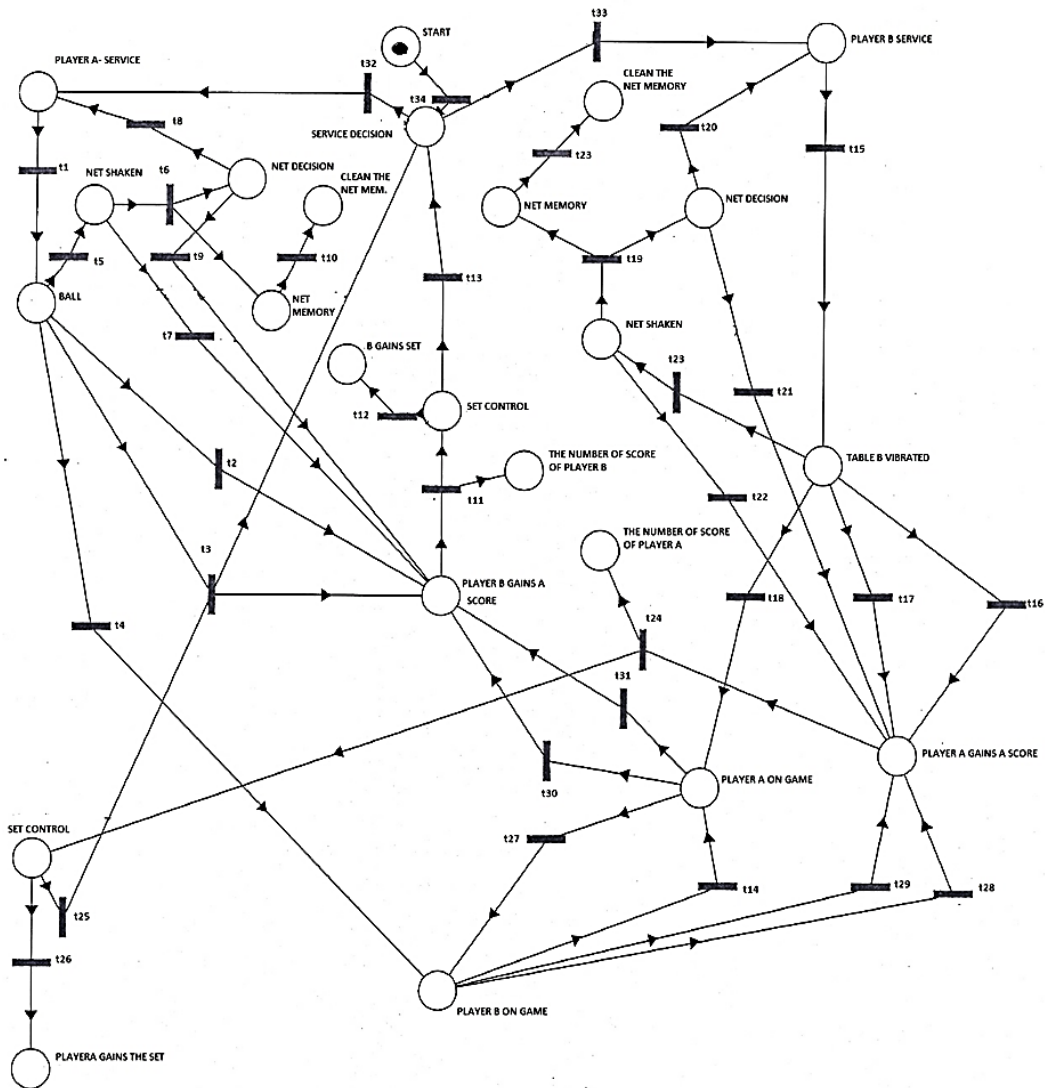 START
t33
PLAYER B SERVICE
PLAYER A- SERVICE
t32
CLEAN THE
NET MEMORY
t34
SERVICE DECISION
t8
t20
t1
t6
NET DECISION
t23
t15
NET SHAKEN
CLEAN THE
NET MEM.
NET MEMORY
NET DECISION
t5
t9
t10
t19
t13
BALL
NET
MEMORY
NET SHAKEN
t7
B GAINS SET
t23
t21
t12
SET CONTROL
t2
THE NUMBER OF SCORE
OF PLAYER B
TABLE B VIBRATED
t11
t22
THE NUMBER OF SCORE
OF PLAYER A
t3
PLAYER B GAINS A
SCORE
t18
t17
t16
t4
t24
t31
PLAYER A GAINS A SCORE
PLAYER A ON GAME
t30
SET CONTROL
t27
t14
t29
t28
t25
t26
PLAYER B ON GAME
PLAYERA GAINS THE SET